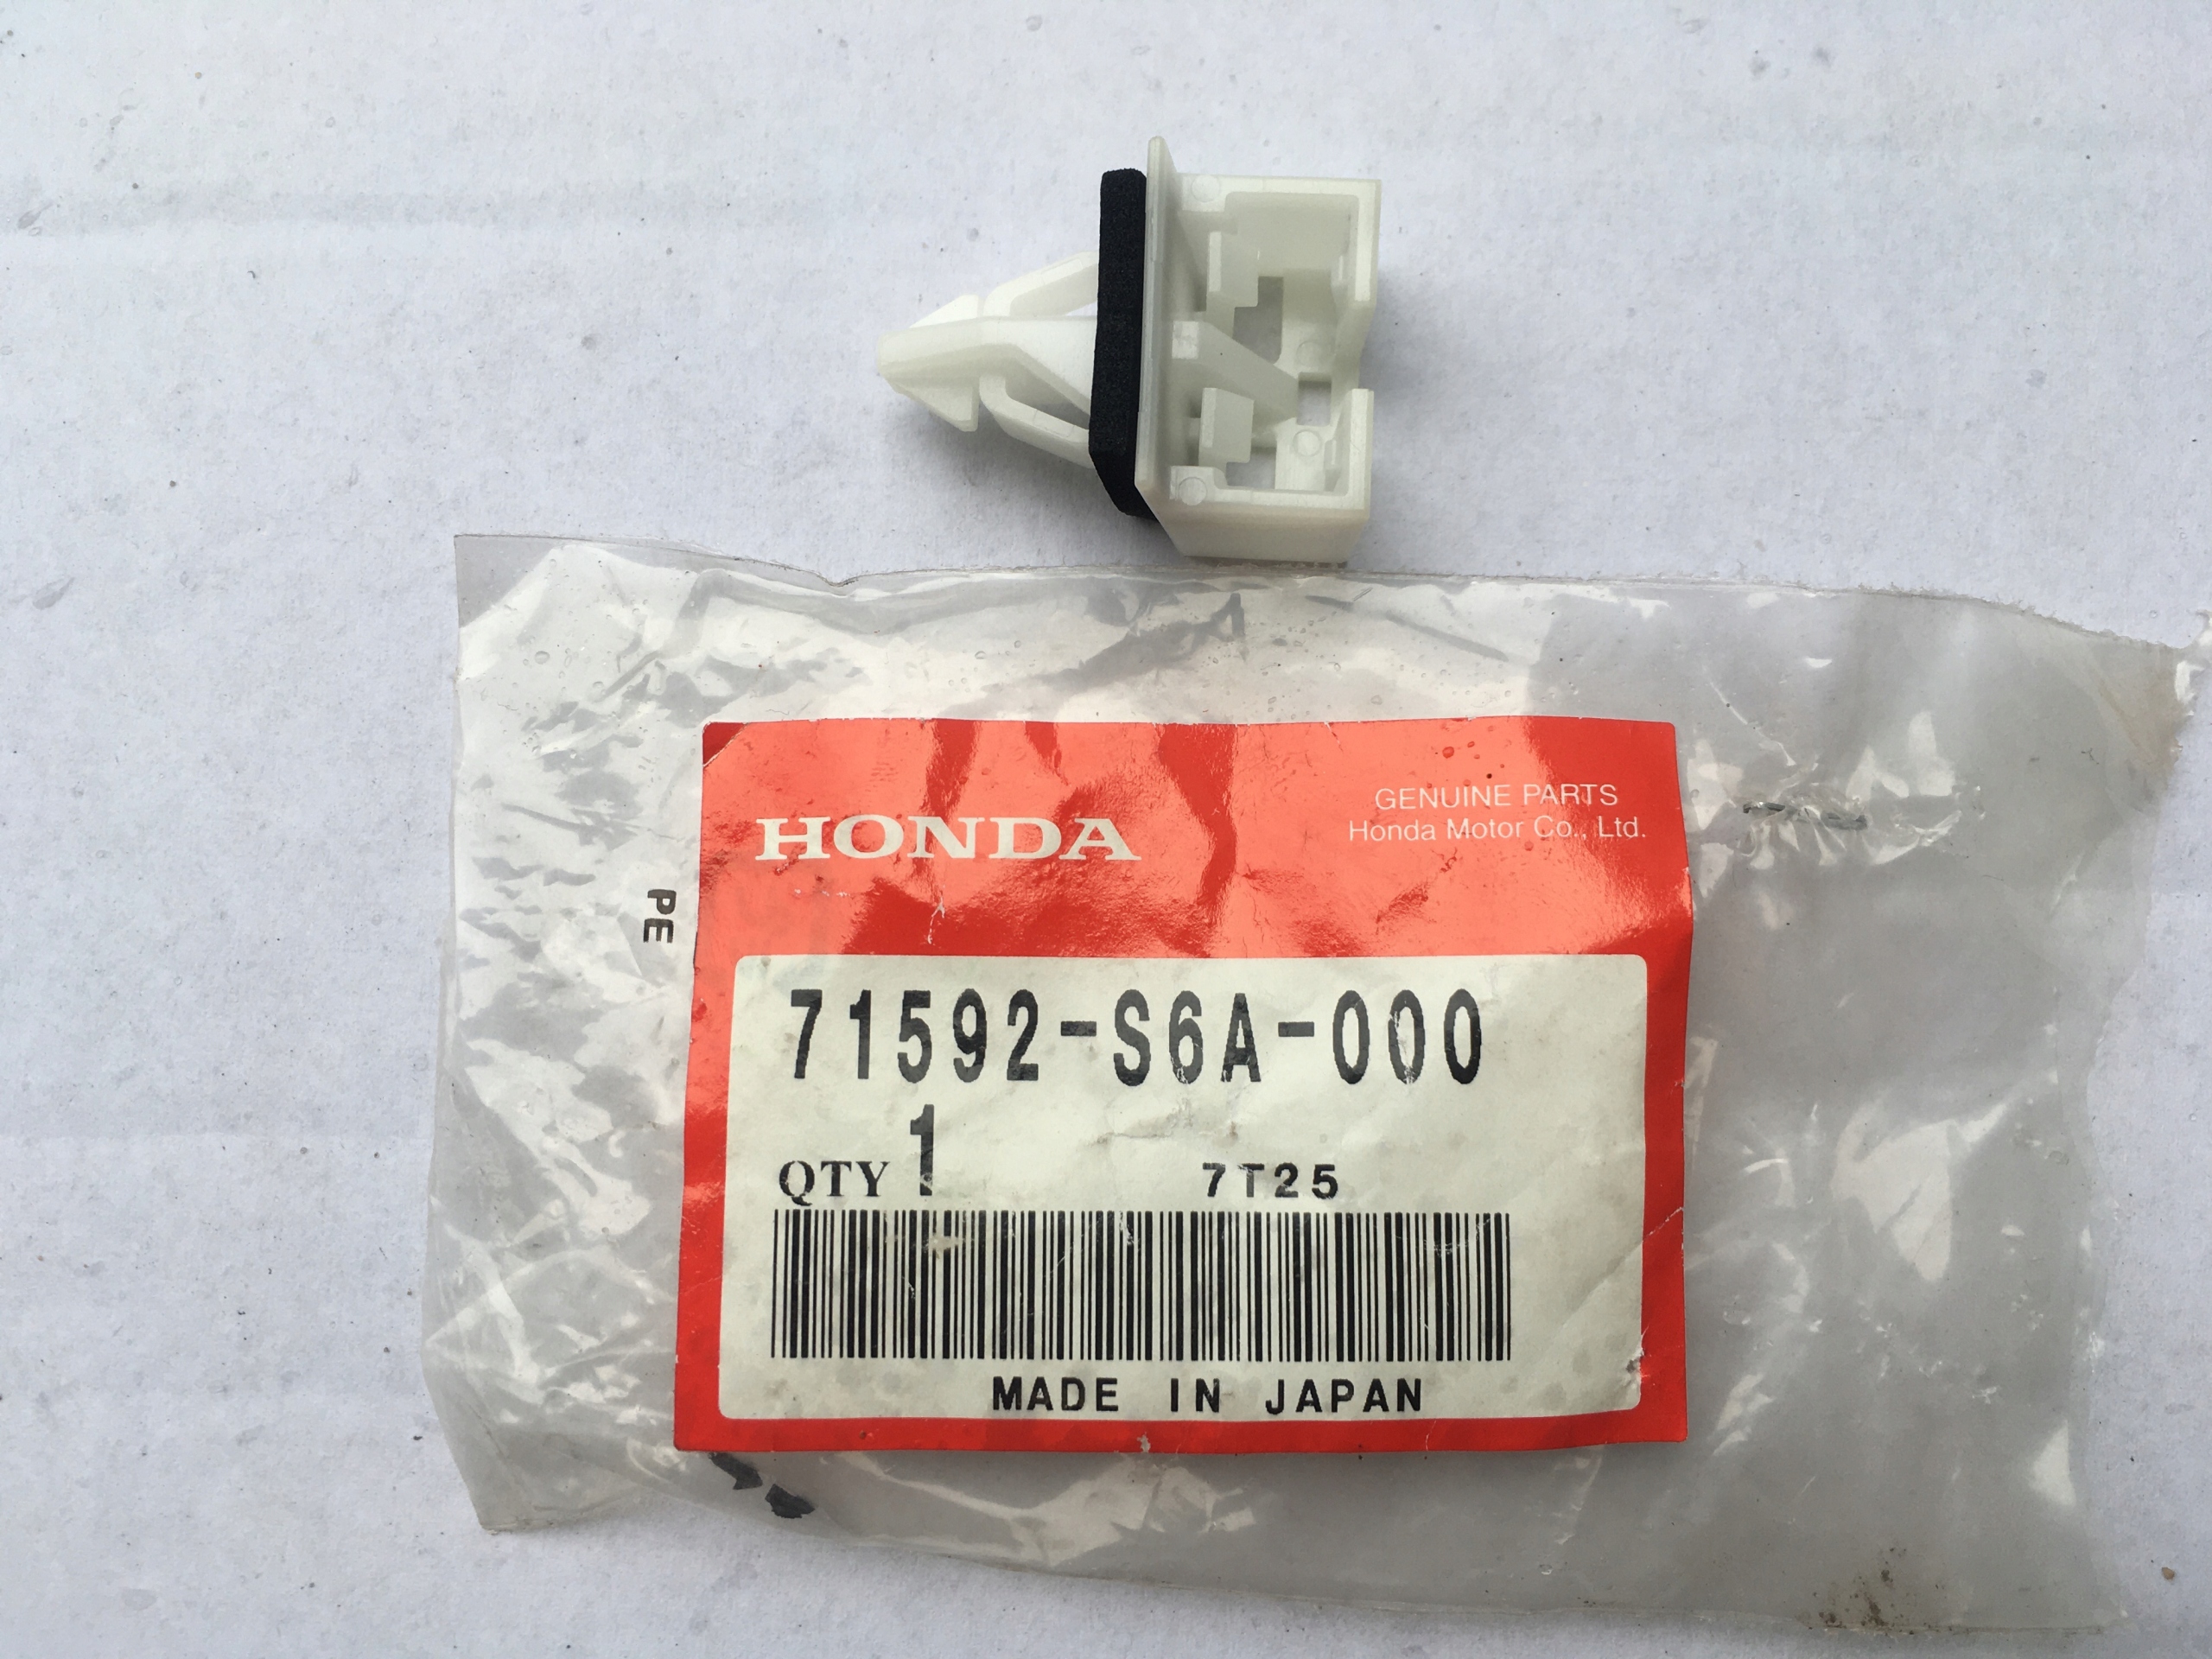 HONDA
GENUINE PARTS
Honda Motor Co., Ltd.
PE
71592-S6A-000
QTY 1 7T25
MADE IN JAPAN